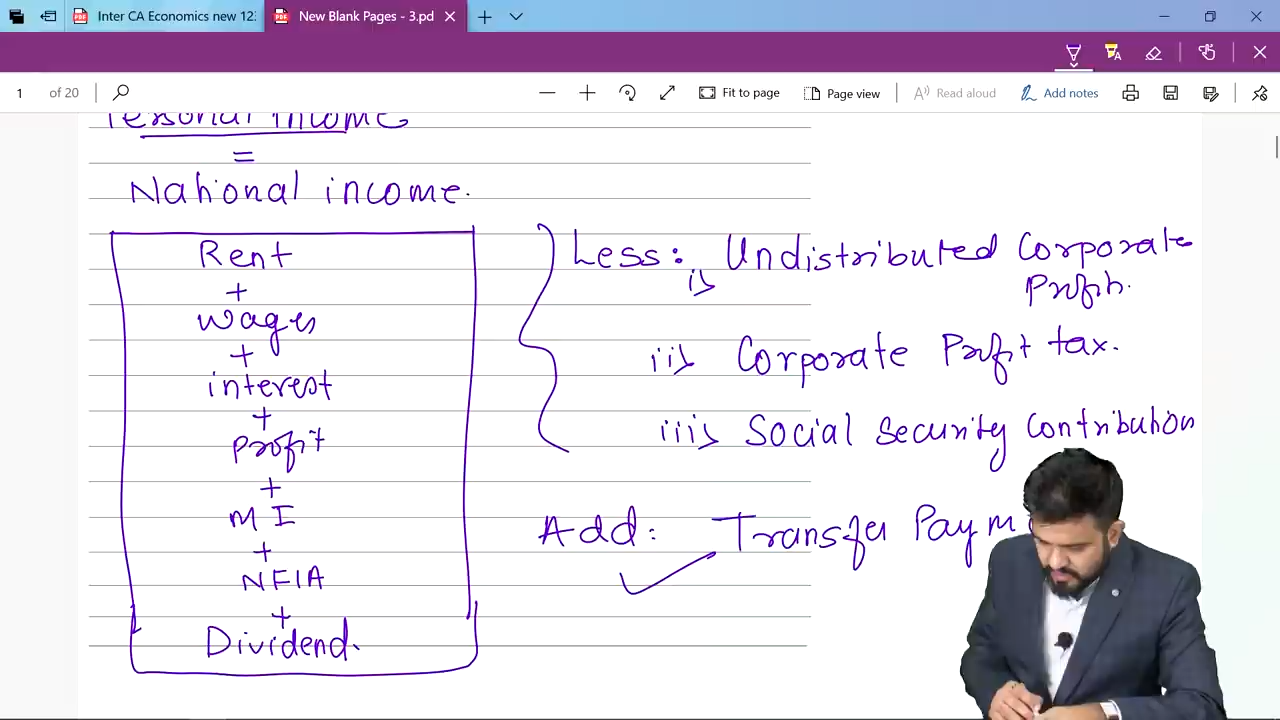 Inter CA Economics new 12
New Blank Pages - 3.pd
1 of 20
Fit to page
Page view
Read aloud
Add notes
Personal Income
=
National income.
Rent
+
wages
+
interest
+
Profit
+
M I
+
NFIA
+
Dividend.
Less: i) Undistributed Corporate Profit.
ii) Corporate Profit tax.
iii) Social Security Contribution
Add: Transfer Paym